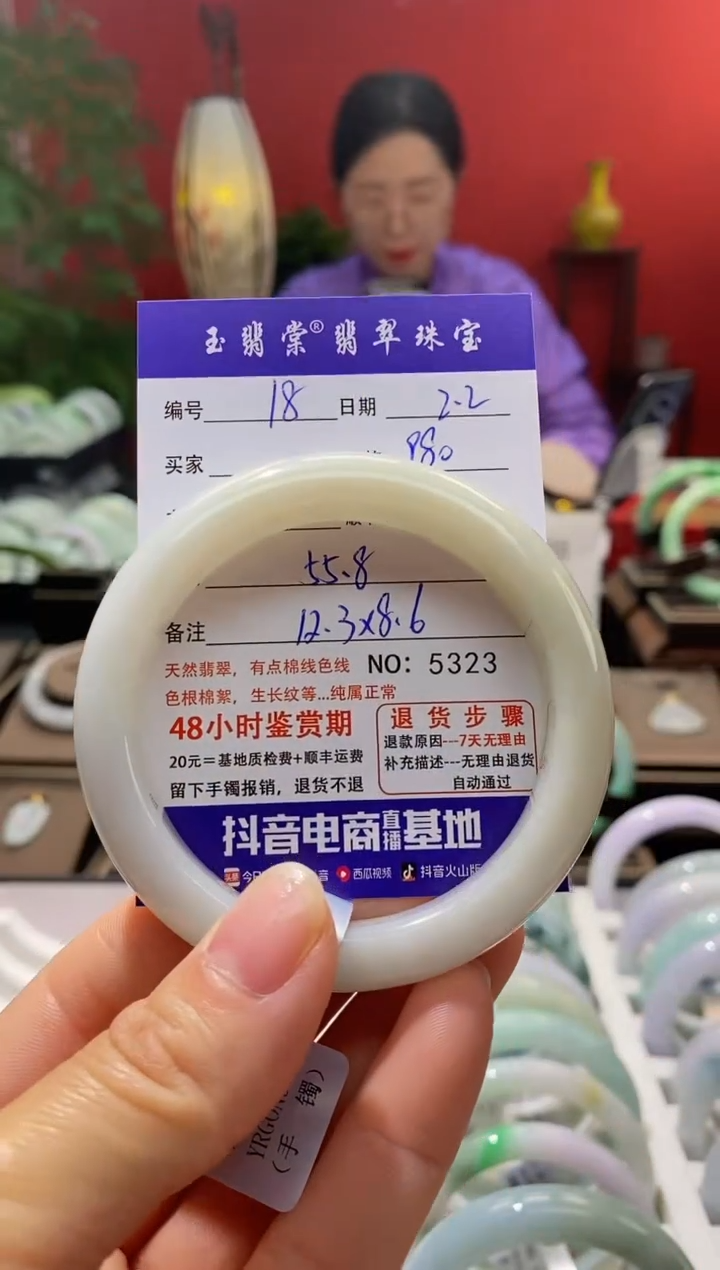 玉翡棠®翡翠珠宝
编号 18 日期 2.2
买家
55.8
备注 12.3x8.6
天然翡翠，有点棉线色线 NO: 5323
色根棉絮，生长纹等...纯属正常
48小时鉴赏期
20元=基地质检费+顺丰运费
留下手镯报销，退货不退
退货步骤
退款原因---7天无理由
补充描述---无理由退货
自动通过
抖音电商直播基地
西瓜视频 抖音火山版
（手 镯）